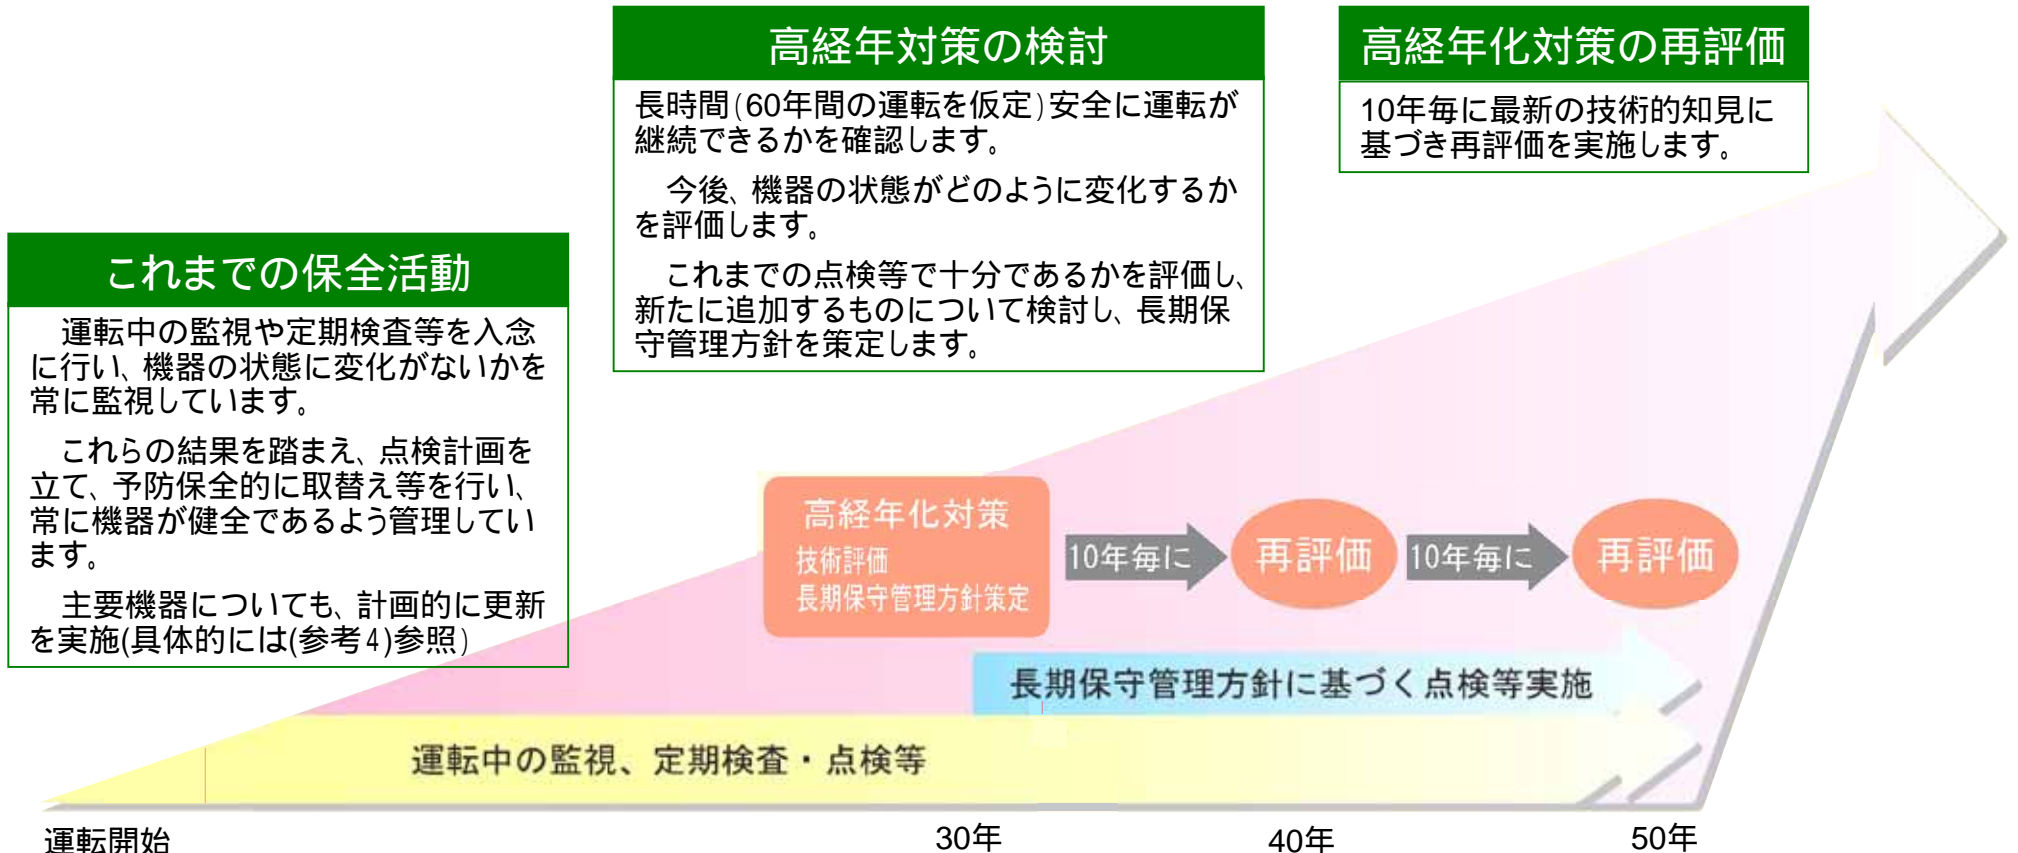 高経年対策の検討
長時間(60年間の運転を仮定)安全に運転が
継続できるかを確認します。
今後、機器の状態がどのように変化するか
を評価します。
これまでの点検等で十分であるかを評価し、
新たに追加するものについて検討し、長期保
守管理方針を策定します。
高経年化対策の再評価
10年毎に最新の技術的知見に
基づき再評価を実施します。
これまでの保全活動
運転中の監視や定期検査等を入念
に行い、機器の状態に変化がないかを
常に監視しています。
これらの結果を踏まえ、点検計画を
立て、予防保全的に取替え等を行い、
常に機器が健全であるよう管理してい
ます。
主要機器についても、計画的に更新
を実施(具体的には(参考4)参照)
高経年化対策
技術評価
長期保守管理方針策定
10年毎に
再評価
10年毎に
再評価
長期保守管理方針に基づく点検等実施
運転中の監視、定期検査・点検等
運転開始
30年
40年
50年